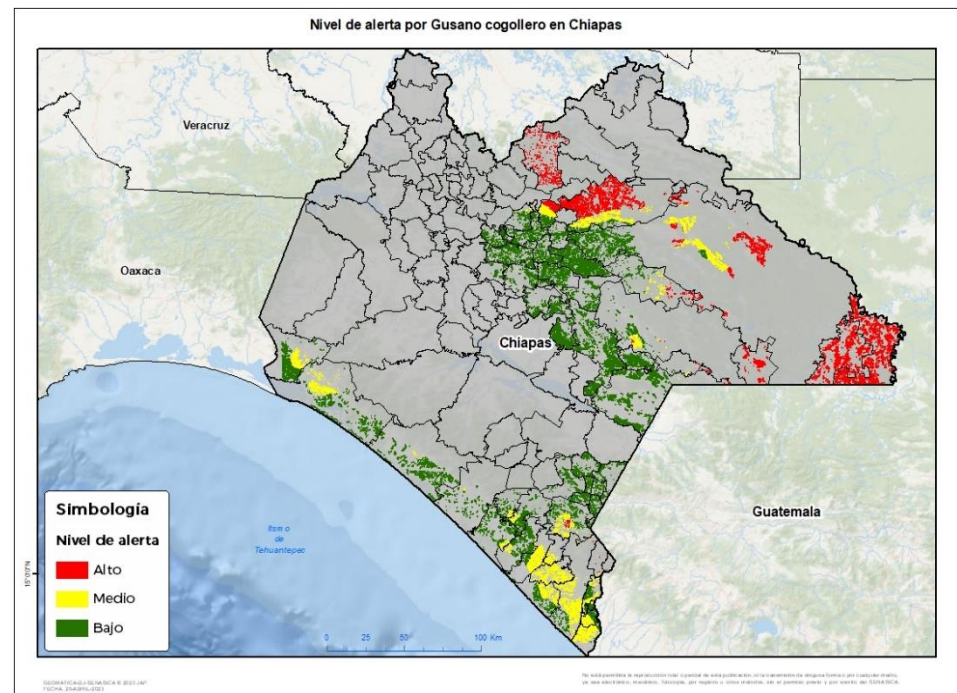 Nivel de alerta por Gusano cogollero en Chiapas
Veracruz
Oaxaca
Chiapas
Guatemala
Istmo
de
Tehuantepec
Simbología
Nivel de alerta
Alto
Medio
Bajo
0 25 50 100 Km